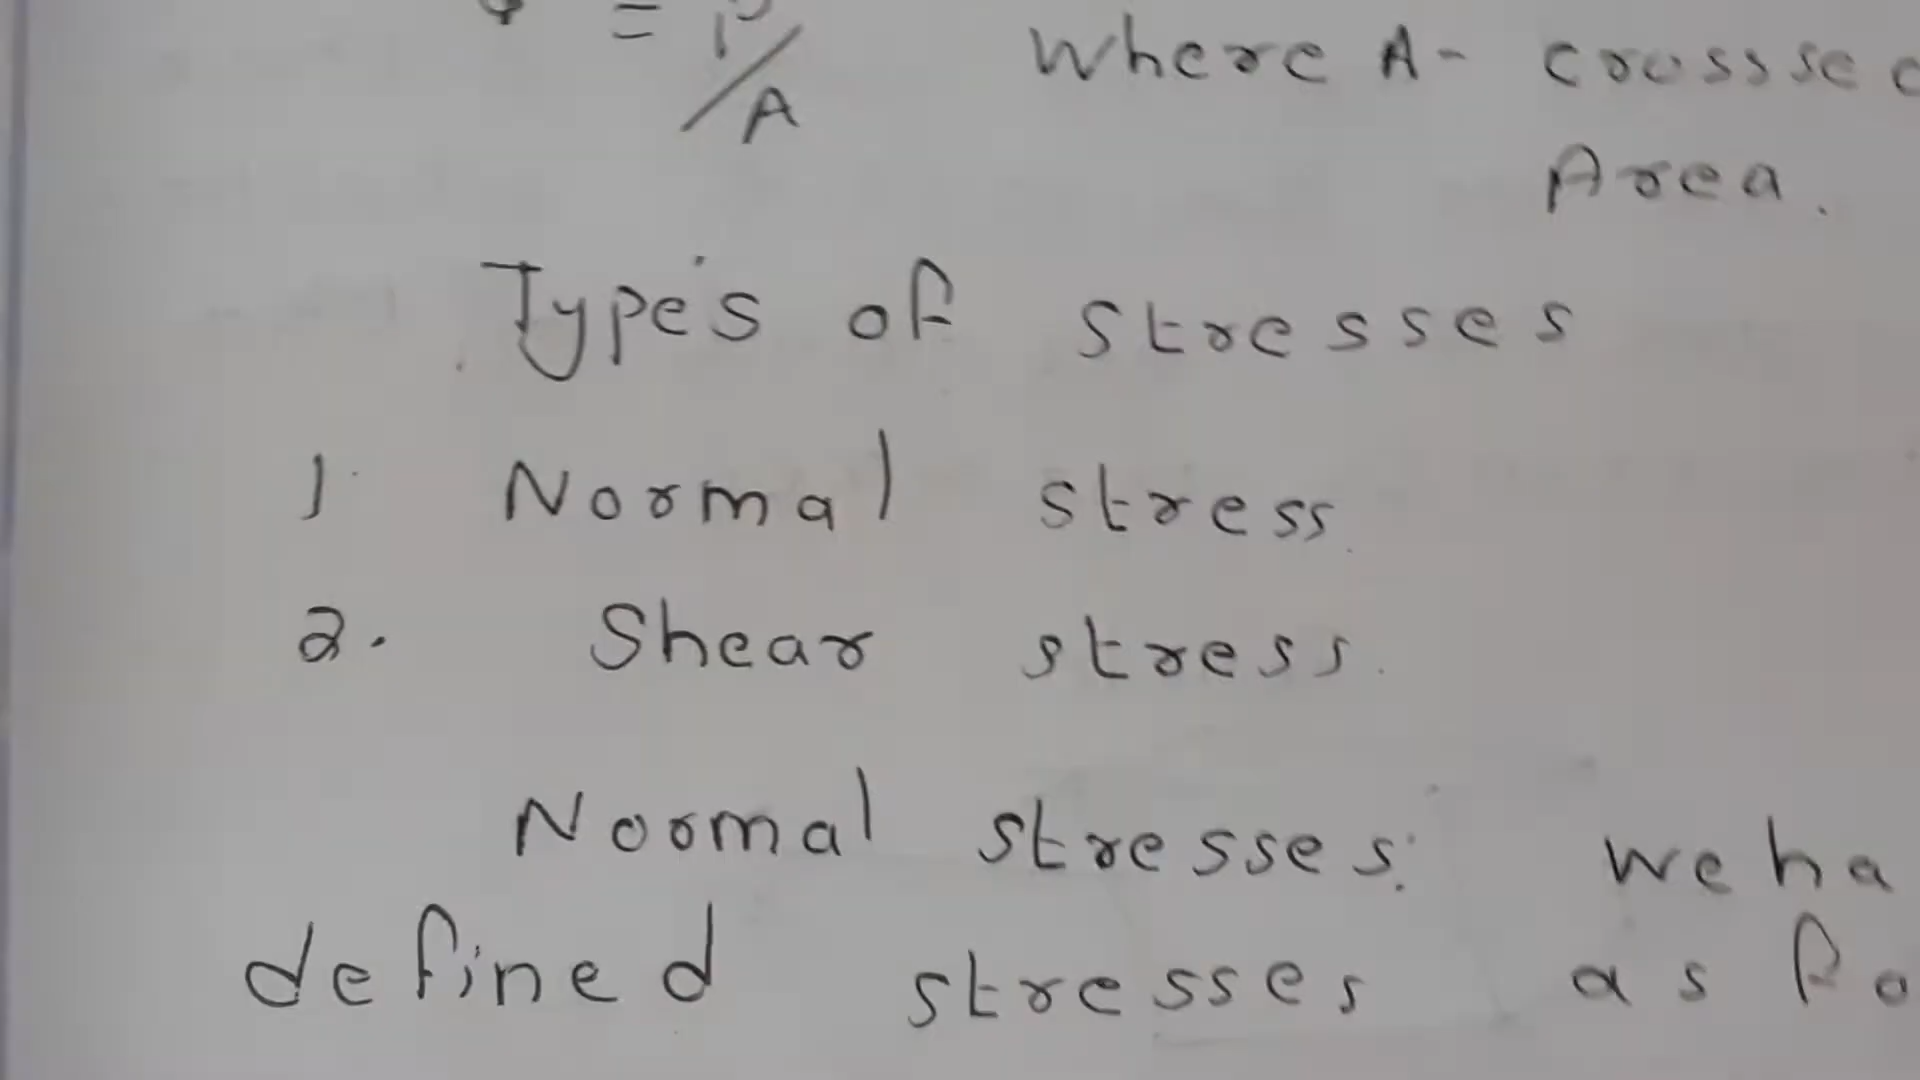 = P/A Where A- crosssec
Area.
Types of stresses
1. Normal stress.
2. Shear stress.
Normal stresses: we ha
defined stresses as fo